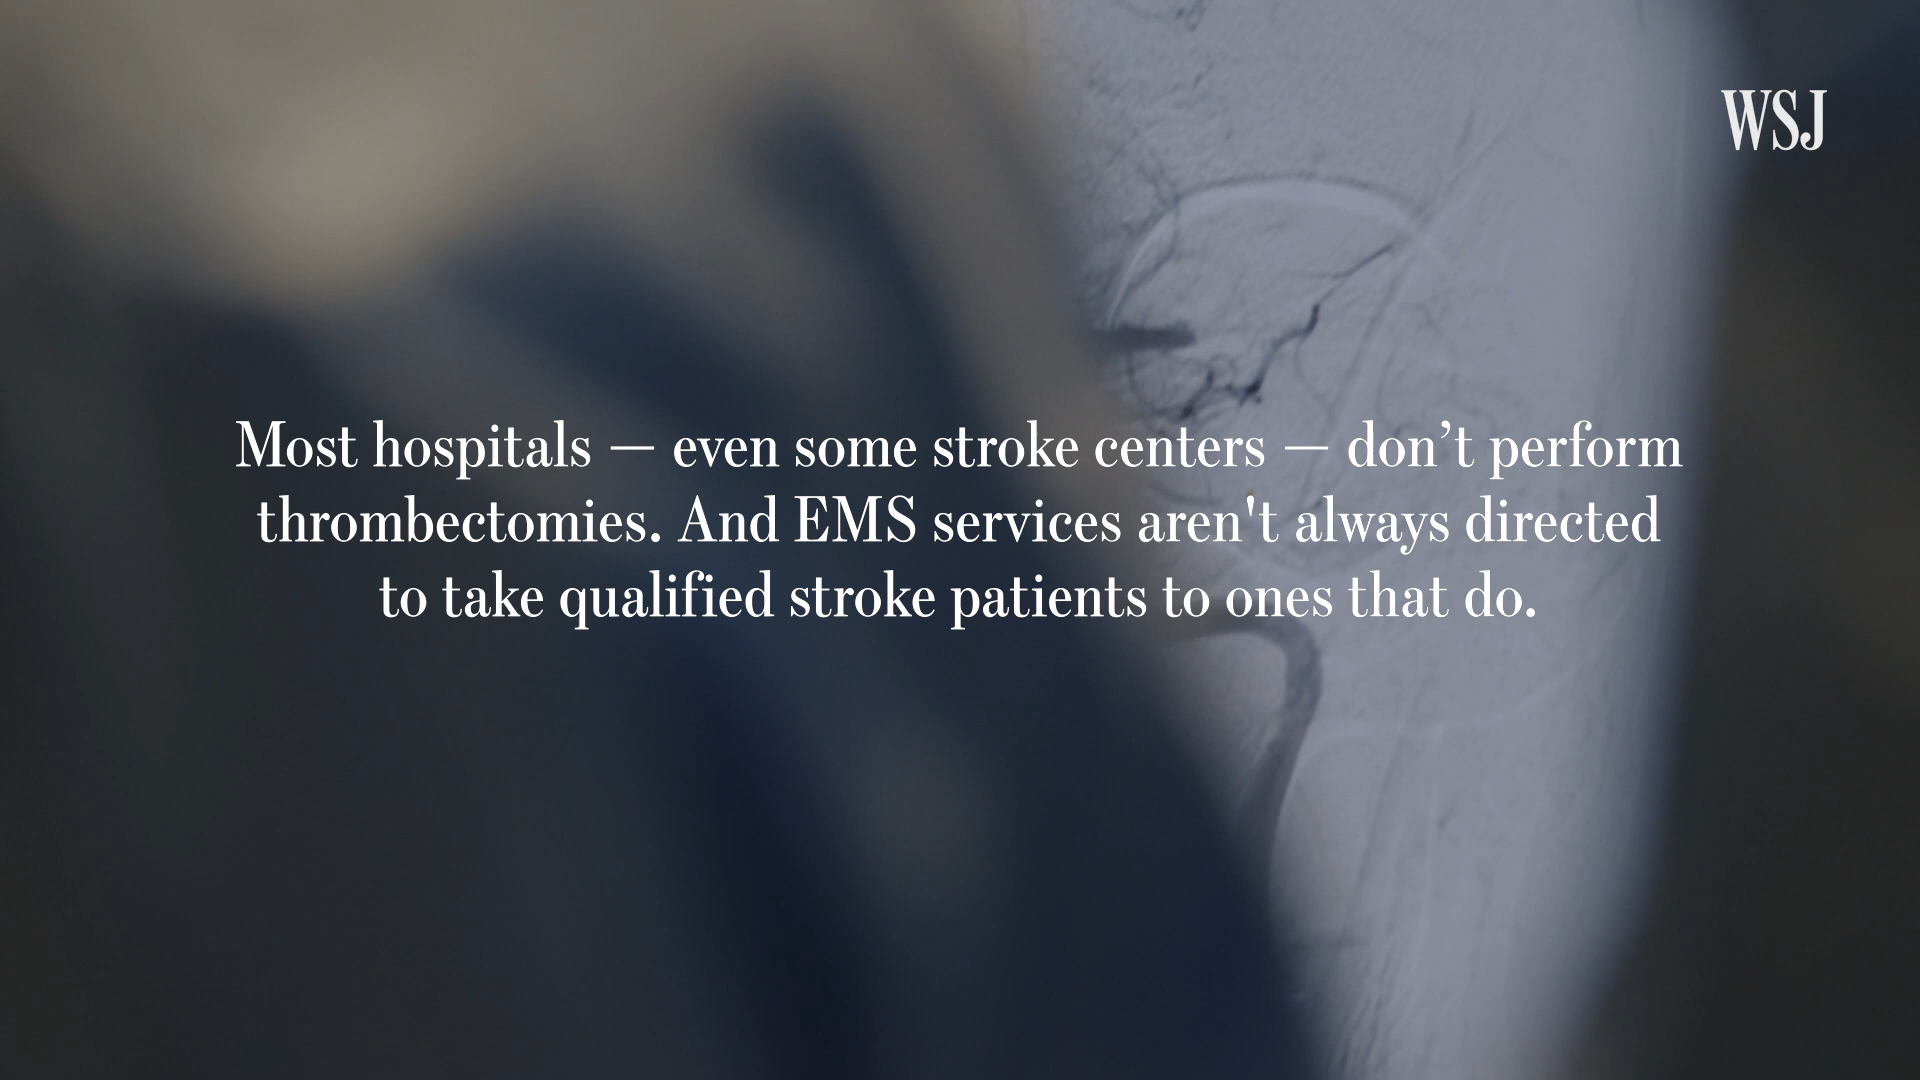 WSJ
Most hospitals — even some stroke centers — don’t perform
thrombectomies. And EMS services aren't always directed
to take qualified stroke patients to ones that do.